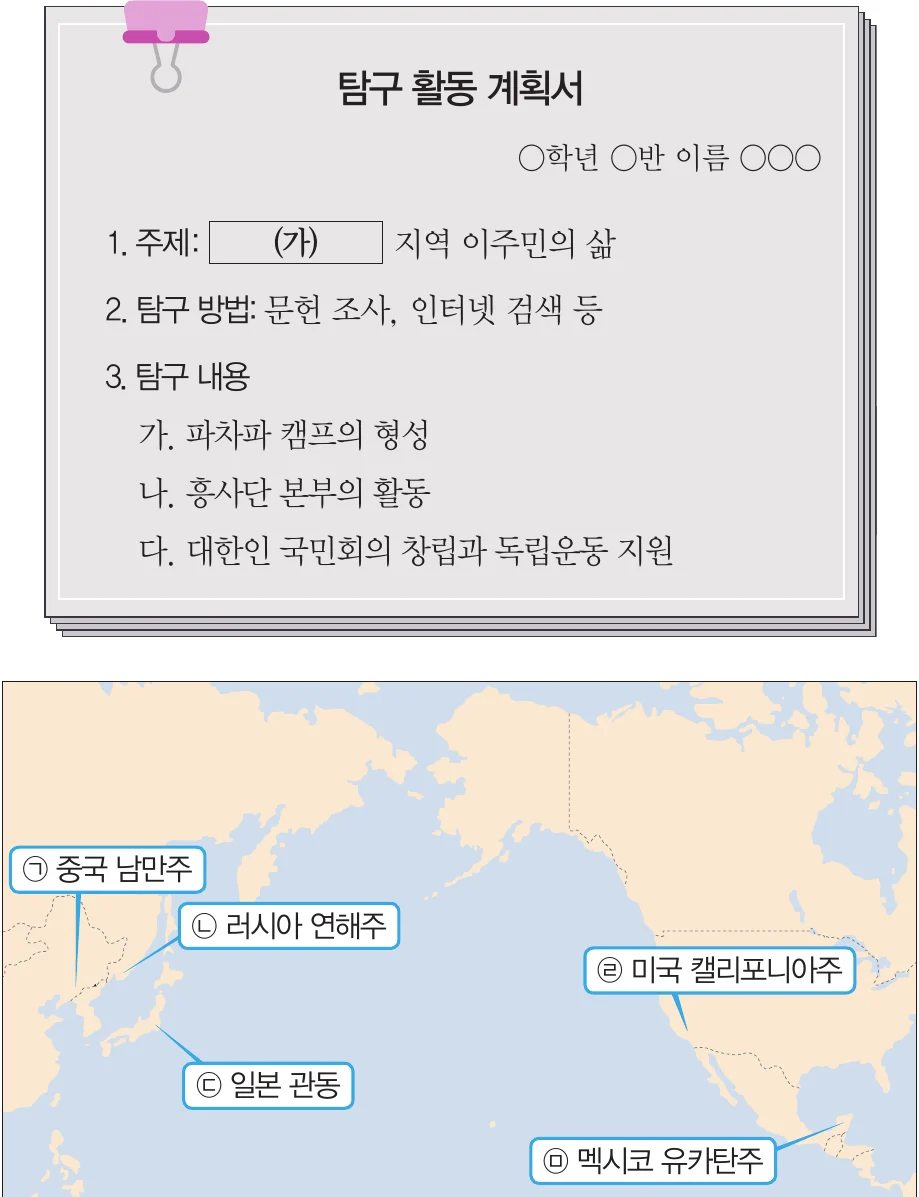 탐구 활동 계획서
○학년 ○반 이름 ○○○
1. 주제: (가) 지역 이주민의 삶
2. 탐구 방법: 문헌 조사, 인터넷 검색 등
3. 탐구 내용
가. 파차파 캠프의 형성
나. 흥사단 본부의 활동
다. 대한인 국민회의 창립과 독립운동 지원
㉠ 중국 남만주
㉡ 러시아 연해주
㉣ 미국 캘리포니아주
㉢ 일본 관동
㉤ 멕시코 유카탄주